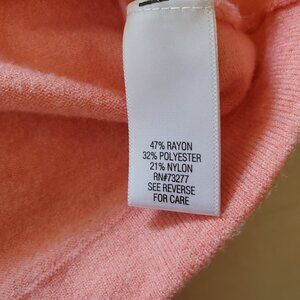 47% RAYON
32% POLYESTER
21% NYLON
RN#73277
SEE REVERSE
FOR CARE